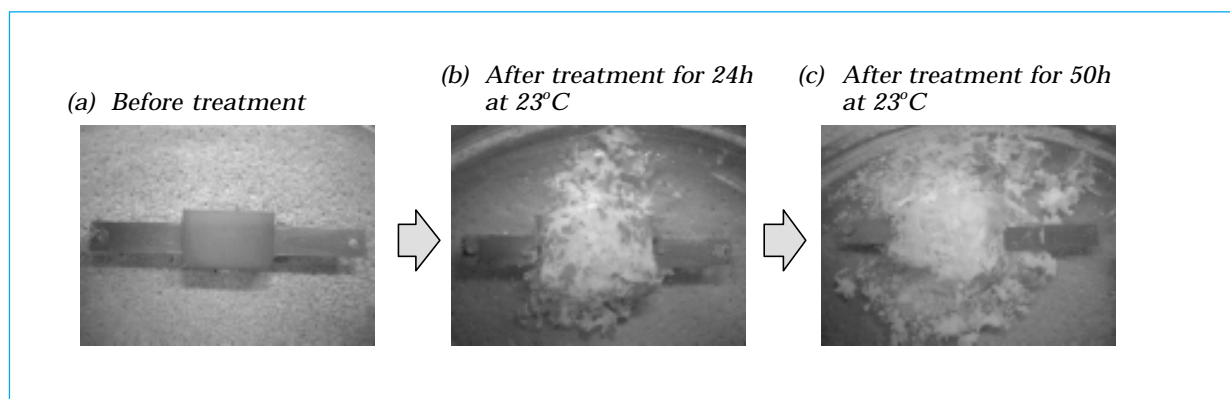 (a) Before treatment
(b) After treatment for 24h
at 23°C
(c) After treatment for 50h
at 23°C